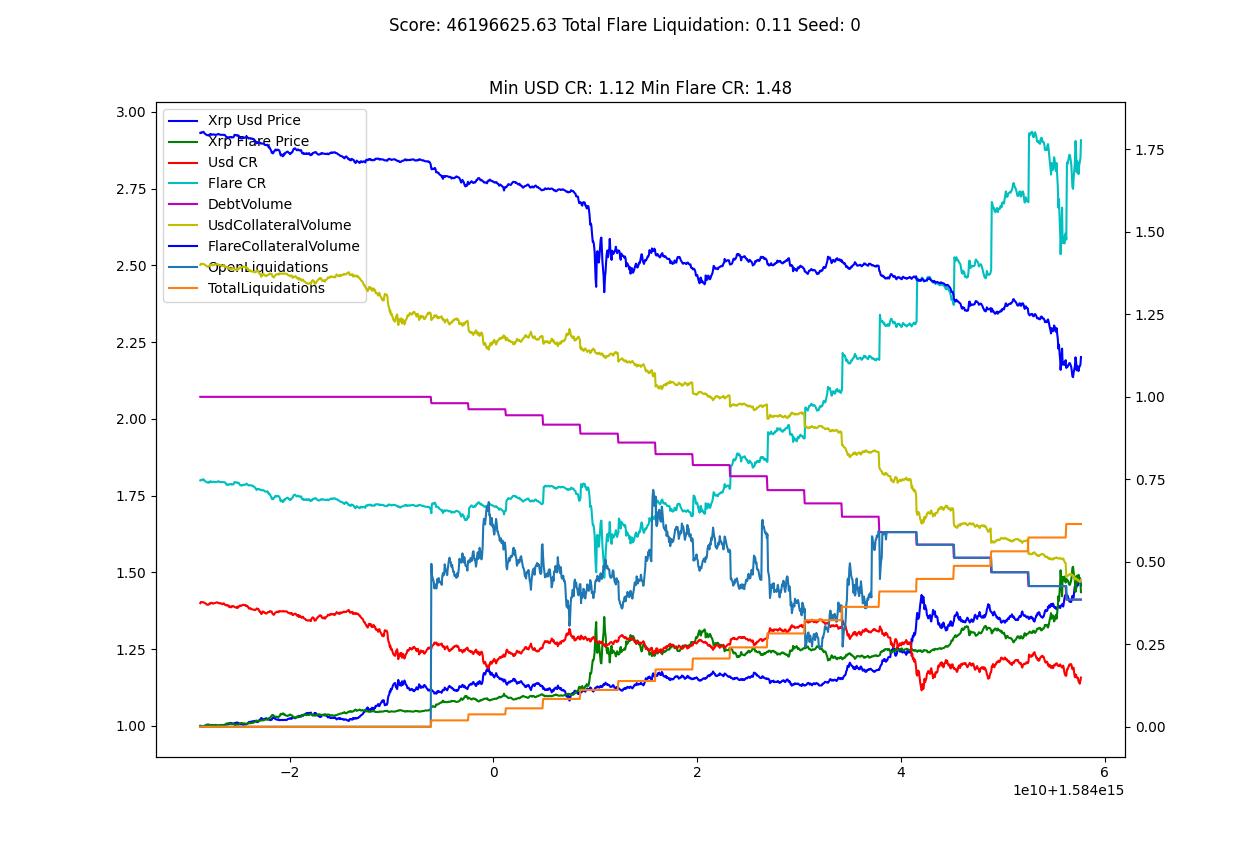 Score: 46196625.63 Total Flare Liquidation: 0.11 Seed: 0
Min USD CR: 1.12 Min Flare CR: 1.48
3.00
2.75
2.50
2.25
2.00
1.75
1.50
1.25
1.00
Xrp Usd Price
Xrp Flare Price
Usd CR
Flare CR
DebtVolume
UsdCollateralVolume
FlareCollateralVolume
OpenLiquidations
TotalLiquidations
1.75
1.50
1.25
1.00
0.75
0.50
0.25
0.00
−2 0 2 4 6
1e10+1.584e15